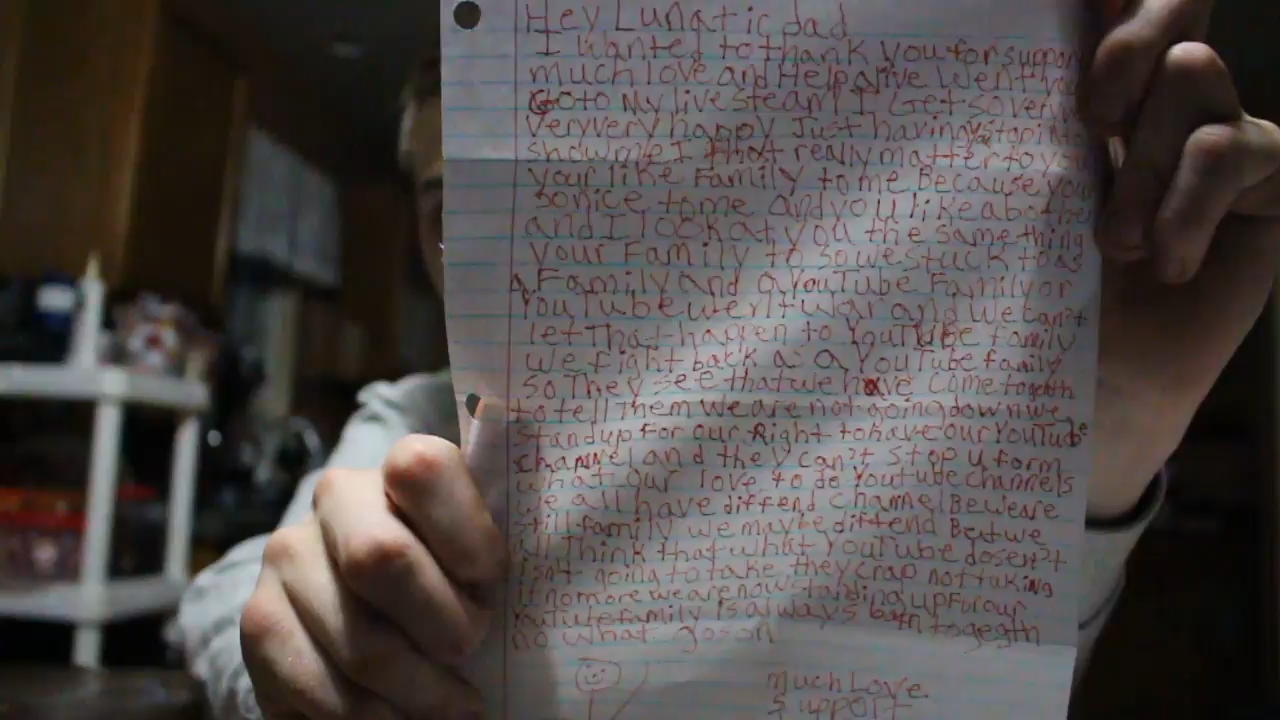 Hey Lunatic dad
I wanted to thank you for suppor
much love and Help alive went you
Go to My live steam I Get so very
very very happy Just having you stop in to
show me I that really matter to you
your like Family to me Because you
so nice to me and you like a bother
and I look at you the same thing
your Family to so we stuck to as
a Family and a YouTube Family or
YouTube went war and we can't
let That happen to YouTube family
we fight back a a YouTube family
So They see that we have come togeth
to tell Them we are not going down we
Stand up for our Right to have our YouTube
channel and they can't stop u form
what our love to do Youtube channels
we all have diffend channel Be weare
still family we maybe diffend But we
all Think that what YouTube dosen't
isn't going to take they crap not taking
it no more we are now standing up for our
YouTube family is always been togegth
no what gos on
much Love
support